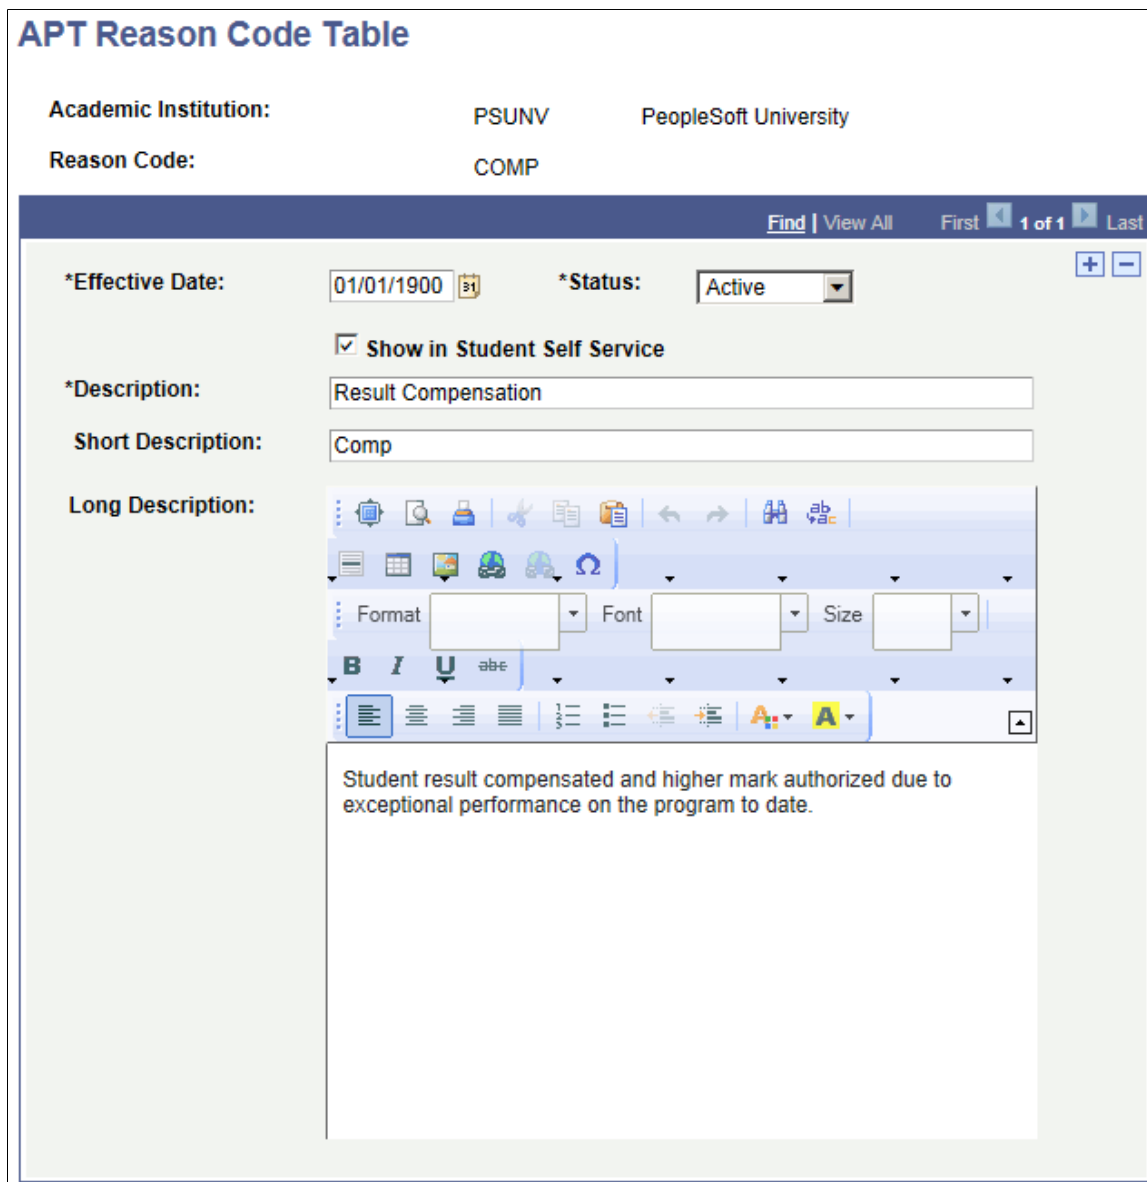 APT Reason Code Table
Academic Institution: PSUNV PeopleSoft University
Reason Code: COMP
Find | View All First 1 of 1 Last
*Effective Date: 01/01/1900 31 *Status: Active
Show in Student Self Service
*Description: Result Compensation
Short Description: Comp
Long Description:
ab
ac
Ω
Format Font Size
B I U abc
A A
Student result compensated and higher mark authorized due to
exceptional performance on the program to date.